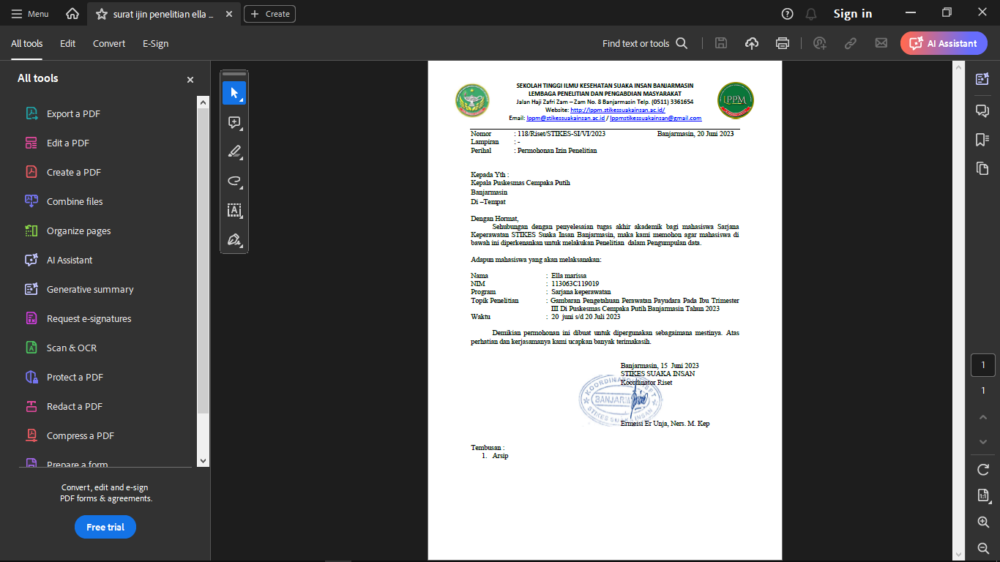 Menu
surat ijin penelitian ella ...
Create
Sign in
All tools
Edit
Convert
E-Sign
Find text or tools
AI Assistant
All tools
Export a PDF
Edit a PDF
Create a PDF
Combine files
Organize pages
AI Assistant
Generative summary
Request e-signatures
Scan & OCR
Protect a PDF
Redact a PDF
Compress a PDF
Prepare a form
Convert, edit and e-sign
PDF forms & agreements.
Free trial
SEKOLAH TINGGI ILMU KESEHATAN SUAKA INSAN BANJARMASIN
LEMBAGA PENELITIAN DAN PENGABDIAN MASYARAKAT
Jalan Haji Zafri Zam – Zam No. 8 Banjarmasin Telp. (0511) 3361654
Website: http://lppm.stikessuakainsan.ac.id/
Email: lppm@stikessuakainsan.ac.id / lppmstikessuakainsan@gmail.com
LPPM
Nomor : 118/Riset/STIKES-SI/VI/2023 Banjarmasin, 20 Juni 2023
Lampiran : -
Perihal : Permohonan Izin Penelitian
Kepada Yth :
Kepala Puskesmas Cempaka Putih
Banjarmasin
Di –Tempat
Dengan Hormat,
Sehubungan dengan penyelesaian tugas akhir akademik bagi mahasiswa Sarjana
Keperawatan STIKES Suaka Insan Banjarmasin, maka kami memohon agar mahasiswa di
bawah ini diperkenankan untuk melakukan Penelitian dalam Pengumpulan data.
Adapun mahasiswa yang akan melaksanakan:
Nama : Ella marissa
NIM : 113063C119019
Program : Sarjana keperawatan
Topik Penelitian : Gambaran Pengetahuan Perawatan Payudara Pada Ibu Trimester
III Di Puskesmas Cempaka Putih Banjarmasin Tahun 2023
Waktu : 20 juni s/d 20 Juli 2023
Demikian permohonan ini dibuat untuk dipergunakan sebagaimana mestinya. Atas
perhatian dan kerjasamanya kami ucapkan banyak terimakasih.
Banjarmasin, 15 Juni 2023
STIKES SUAKA INSAN
Koordinator Riset
Ermeisi Er Unja, Ners. M. Kep
Tembusan :
1. Arsip
1
1
1:1